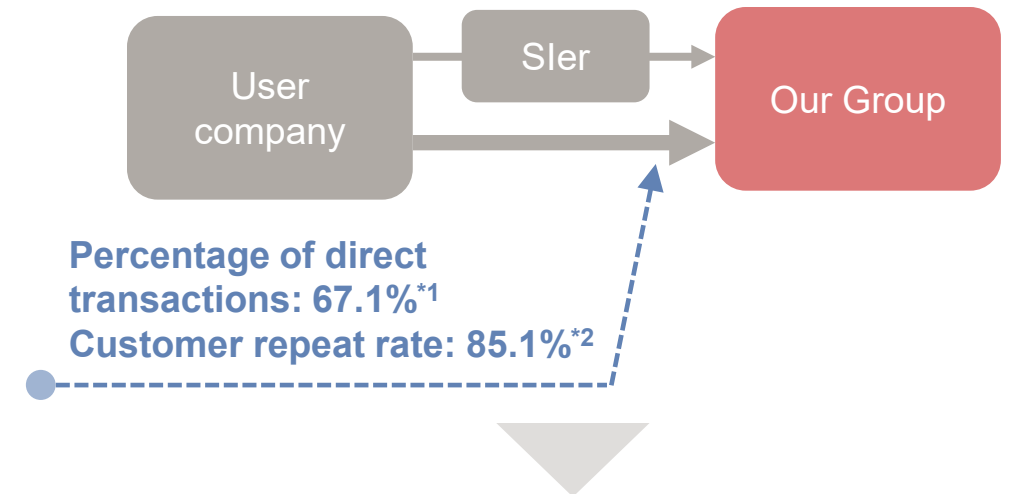 SIer
User
company
Our Group
Percentage of direct
transactions: 67.1%*1
Customer repeat rate: 85.1%*2